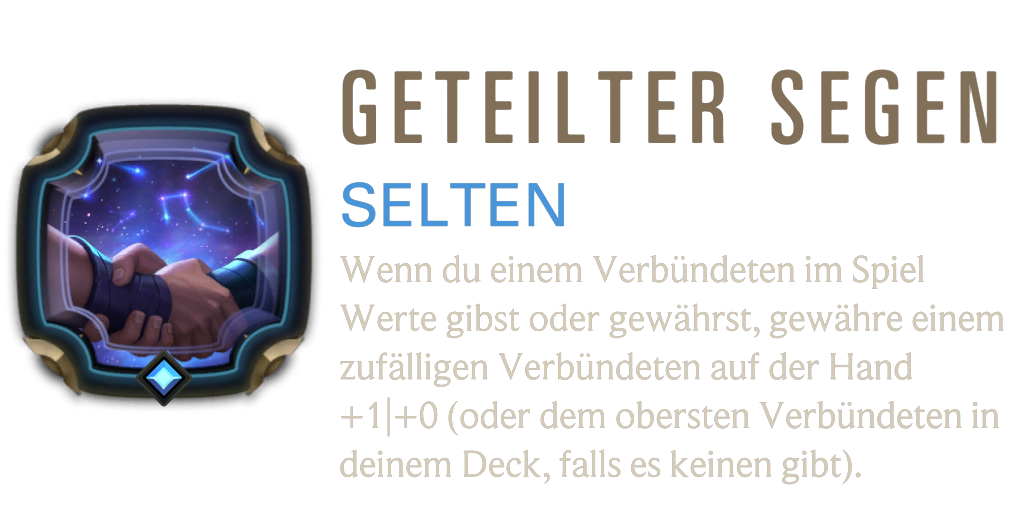 GETEILTER SEGEN
SELTEN
Wenn du einem Verbündeten im Spiel
Werte gibst oder gewährst, gewähre einem
zufälligen Verbündeten auf der Hand
+1|+0 (oder dem obersten Verbündeten in
deinem Deck, falls es keinen gibt).